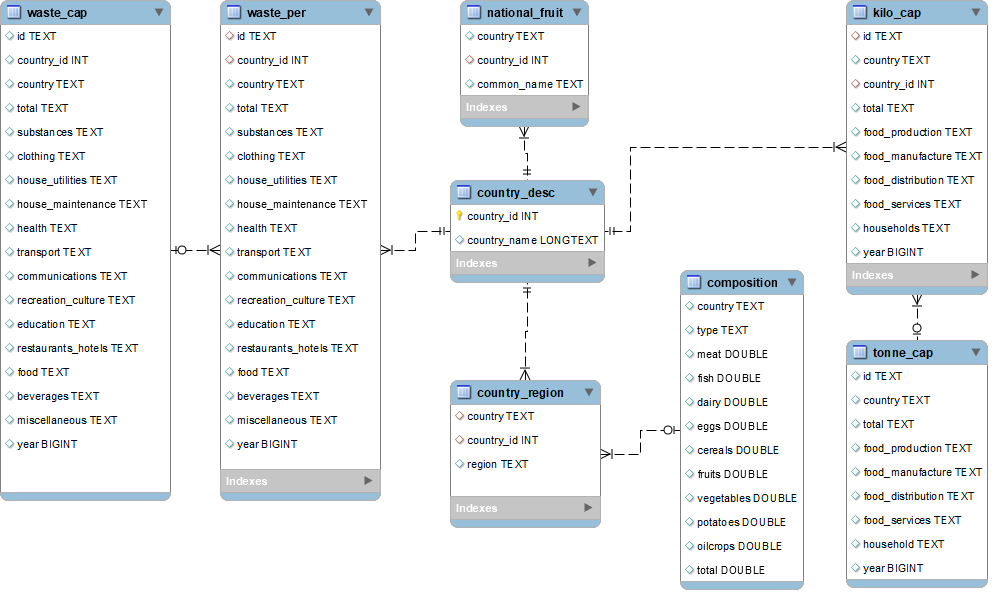 waste_cap
id TEXT
country_id INT
country TEXT
total TEXT
substances TEXT
clothing TEXT
house_utilities TEXT
house_maintenance TEXT
health TEXT
transport TEXT
communications TEXT
recreation_culture TEXT
education TEXT
restaurants_hotels TEXT
food TEXT
beverages TEXT
miscellaneous TEXT
year BIGINT
waste_per
id TEXT
country_id INT
country TEXT
total TEXT
substances TEXT
clothing TEXT
house_utilities TEXT
house_maintenance TEXT
health TEXT
transport TEXT
communications TEXT
recreation_culture TEXT
education TEXT
restaurants_hotels TEXT
food TEXT
beverages TEXT
miscellaneous TEXT
year BIGINT
Indexes
national_fruit
country TEXT
country_id INT
common_name TEXT
Indexes
country_desc
country_id INT
country_name LONGTEXT
Indexes
country_region
country TEXT
country_id INT
region TEXT
Indexes
composition
country TEXT
type TEXT
meat DOUBLE
fish DOUBLE
dairy DOUBLE
eggs DOUBLE
cereals DOUBLE
fruits DOUBLE
vegetables DOUBLE
potatoes DOUBLE
oilcrops DOUBLE
total DOUBLE
kilo_cap
id TEXT
country TEXT
country_id INT
total TEXT
food_production TEXT
food_manufacture TEXT
food_distribution TEXT
food_services TEXT
households TEXT
year BIGINT
Indexes
tonne_cap
id TEXT
country TEXT
total TEXT
food_production TEXT
food_manufacture TEXT
food_distribution TEXT
food_services TEXT
household TEXT
year BIGINT